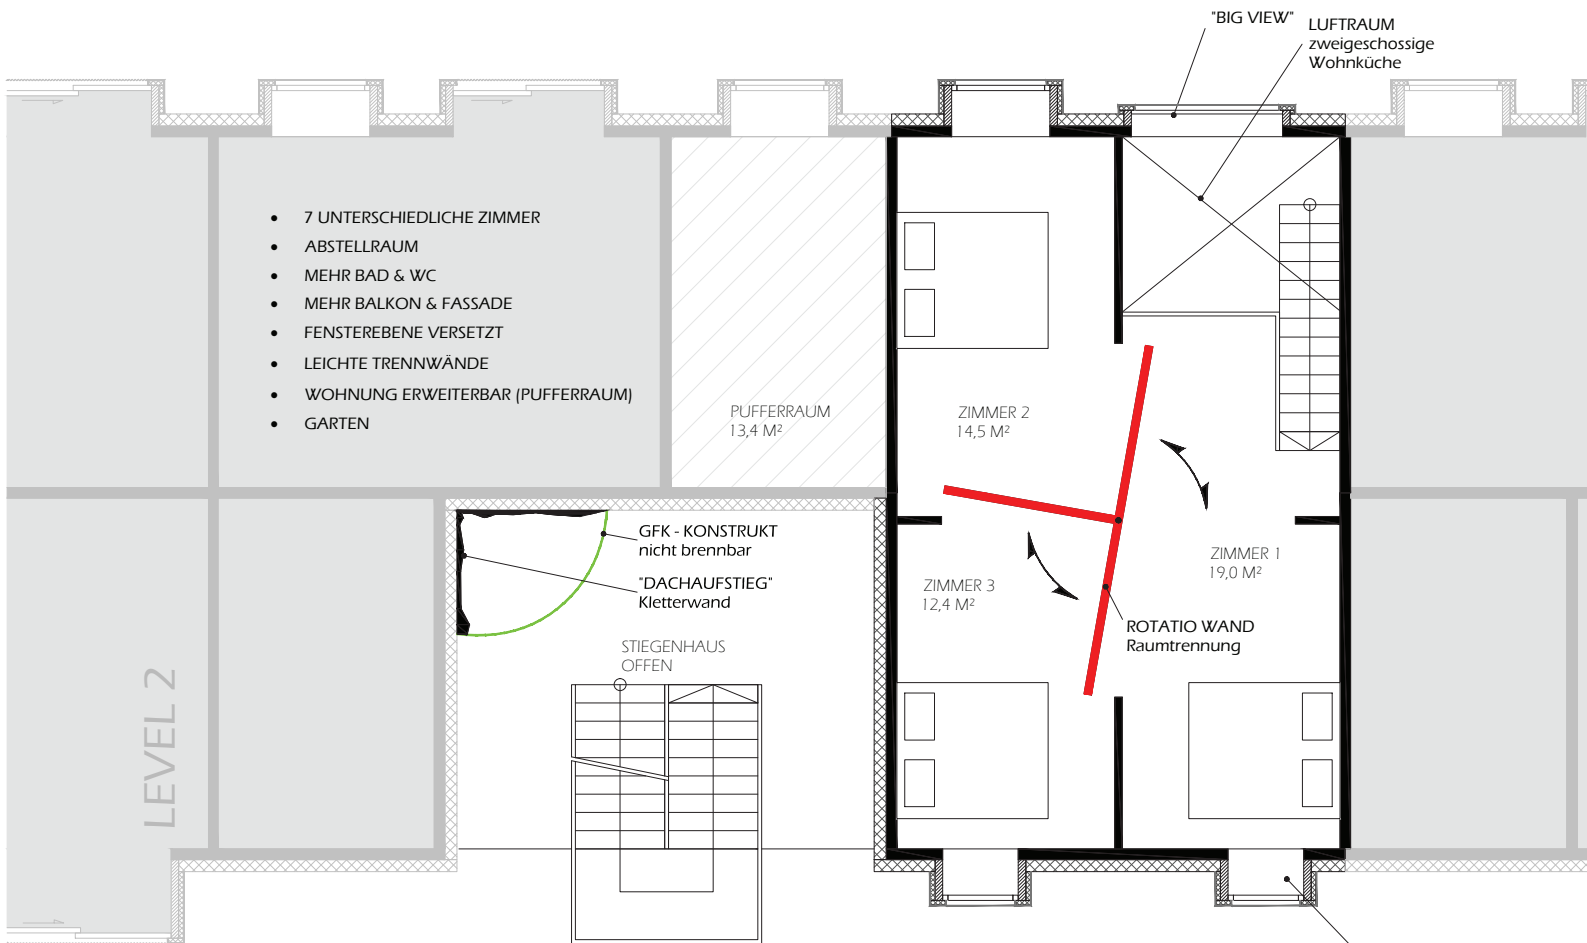 "BIG VIEW"
LUFTRAUM
zweigeschossige
Wohnküche
• 7 UNTERSCHIEDLICHE ZIMMER
• ABSTELLRAUM
• MEHR BAD & WC
• MEHR BALKON & FASSADE
• FENSTEREBENE VERSETZT
• LEICHTE TRENNWÄNDE
• WOHNUNG ERWEITERBAR (PUFFERRAUM)
• GARTEN
PUFFERRAUM
13,4 M²
ZIMMER 2
14,5 M²
GFK - KONSTRUKT
nicht brennbar
"DACHAUFSTIEG"
Kletterwand
ZIMMER 1
19,0 M²
ZIMMER 3
12,4 M²
ROTATIO WAND
Raumtrennung
STIEGENHAUS
OFFEN
LEVEL 2